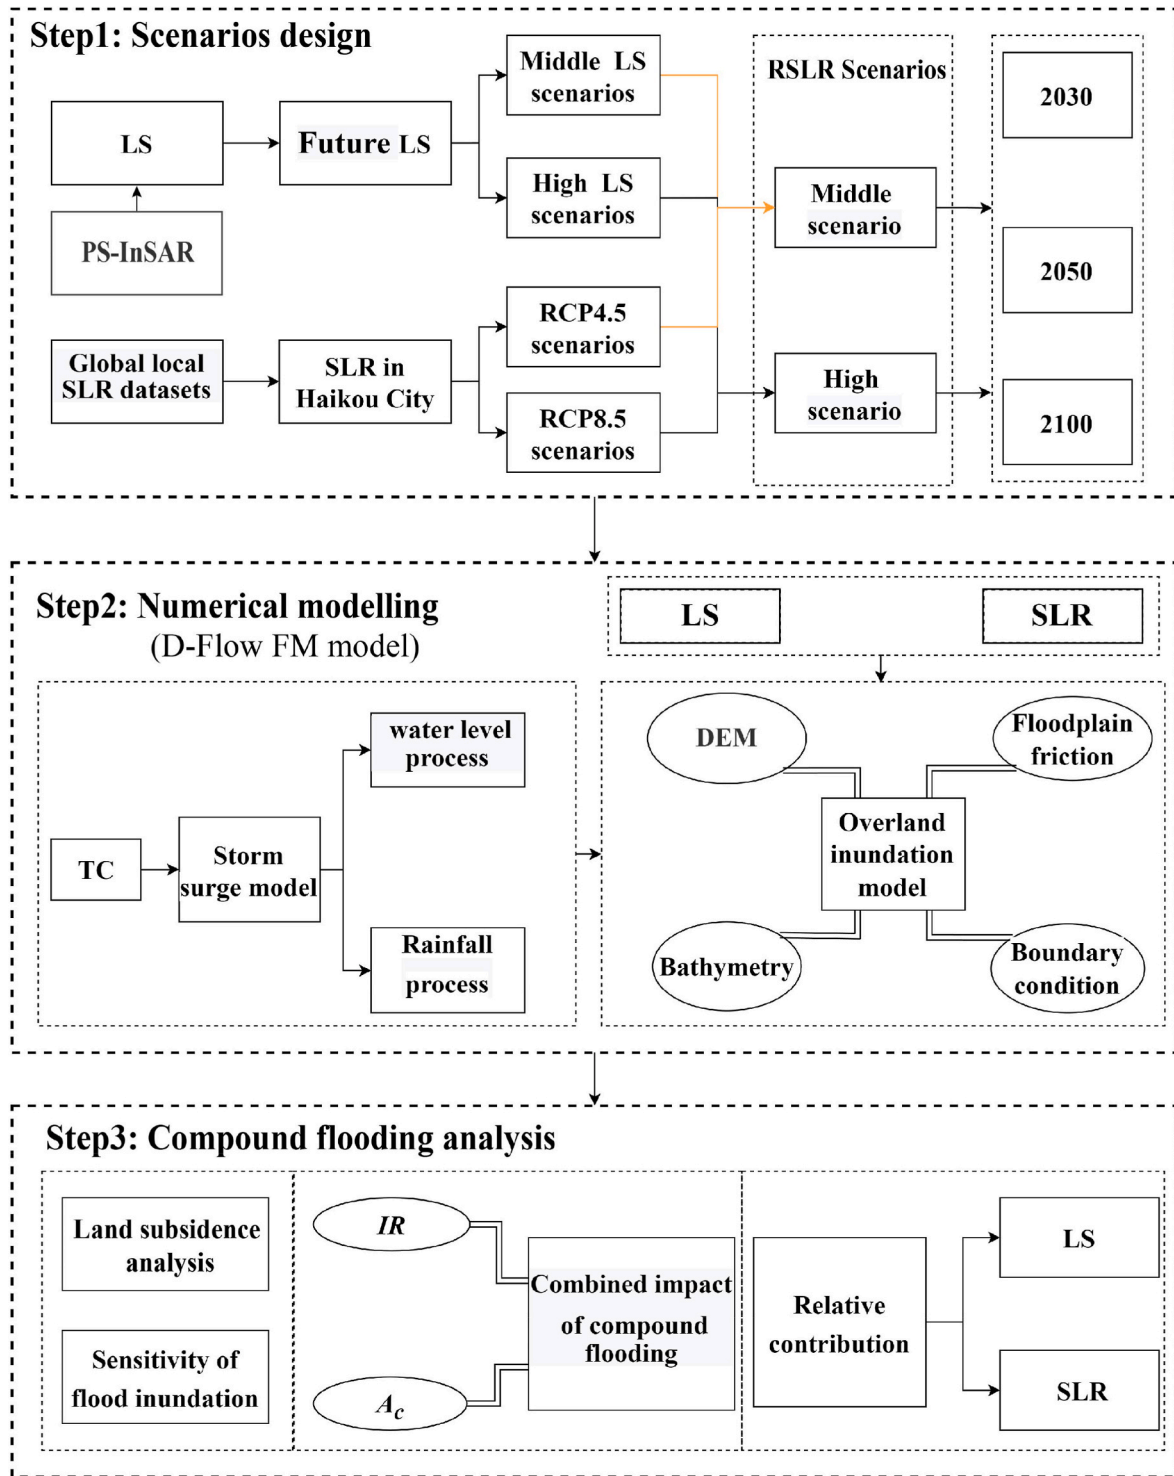 Step1: Scenarios design
LS
Future LS
Middle LS
scenarios
High LS
scenarios
PS-InSAR
Global local
SLR datasets
SLR in
Haikou City
RCP4.5
scenarios
RCP8.5
scenarios
RSLR Scenarios
Middle
scenario
High
scenario
2030
2050
2100
Step2: Numerical modelling
(D-Flow FM model)
LS
SLR
TC
Storm
surge model
water level
process
Rainfall
process
DEM
Floodplain
friction
Overland
inundation
model
Bathymetry
Boundary
condition
Step3: Compound flooding analysis
Land subsidence
analysis
Sensitivity of
flood inundation
IR
Ac
Combined impact
of compound
flooding
Relative
contribution
LS
SLR